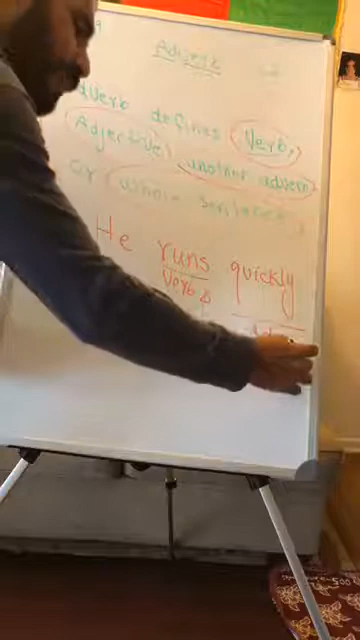 Adverb
adverb defines Verb,
Adjective, another adverb
or whole sentence.
He runs quickly
Verb